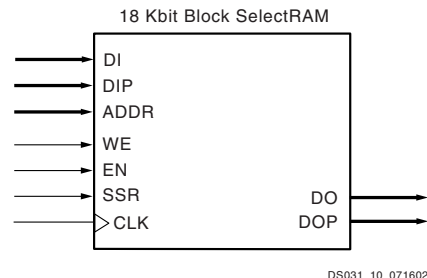 18 Kbit Block SelectRAM
DI
DIP
ADDR
WE
EN
SSR
CLK
DO
DOP
DS031_10_071602